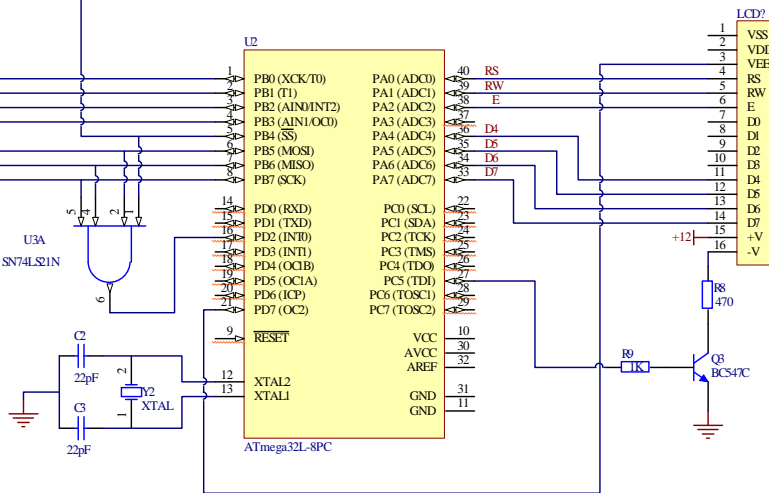 LCD?
U2
1 PB0 (XCK/T0) PA0 (ADC0) 40 RS
2 PB1 (T1) PA1 (ADC1) 39 RW
3 PB2 (AIN0/INT2) PA2 (ADC2) 38 E
4 PB3 (AIN1/OC0) PA3 (ADC3) 37
5 PB4 (SS) PA4 (ADC4) 36 D4
6 PB5 (MOSI) PA5 (ADC5) 35 D5
7 PB6 (MISO) PA6 (ADC6) 34 D6
8 PB7 (SCK) PA7 (ADC7) 33 D7
14 PD0 (RXD) PC0 (SCL) 22
15 PD1 (TXD) PC1 (SDA) 23
16 PD2 (INT0) PC2 (TCK) 24
17 PD3 (INT1) PC3 (TMS) 25
18 PD4 (OC1B) PC4 (TDO) 26
19 PD5 (OC1A) PC5 (TDI) 27
20 PD6 (ICP) PC6 (TOSC1) 28
21 PD7 (OC2) PC7 (TOSC2) 29
9 RESET VCC 10
AVCC 30
AREF 32
12 XTAL2
13 XTAL1 GND 31
GND 11
ATmega32L-8PC
1 VSS
2 VDD
3 VEE
4 RS
5 RW
6 E
7 D0
8 D1
9 D2
10 D3
11 D4
12 D5
13 D6
14 D7
+12 15 +V
16 -V
5 4 2 1
U3A
SN74LS21N
6
C2
22pF
2
Y2
XTAL
1
C3
22pF
R8
470
R9
1K
Q3
BC547C